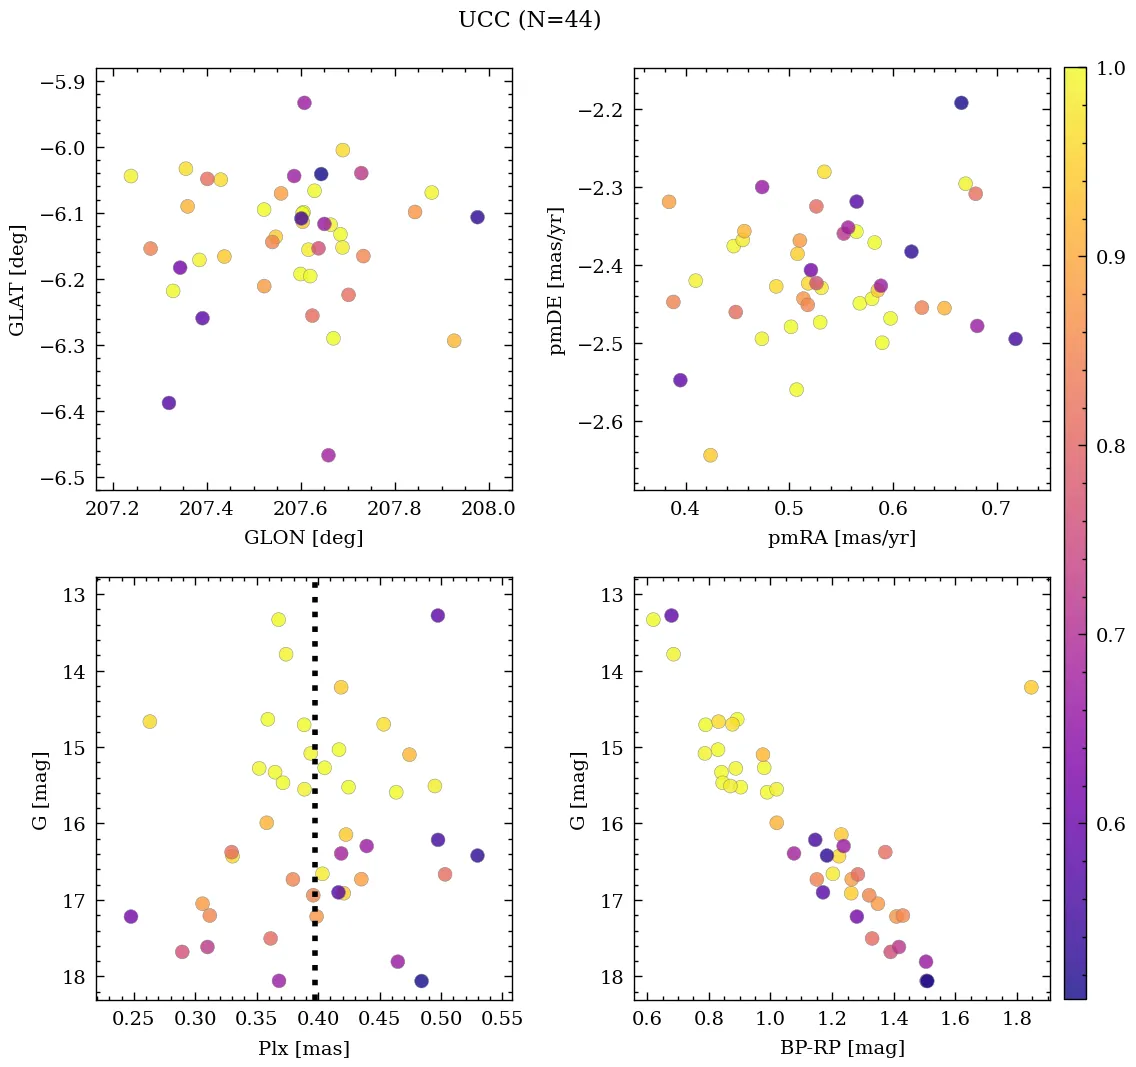 UCC (N=44)
−5.9
−6.0
−6.1
−6.2
−6.3
−6.4
−6.5
GLAT [deg]
207.2 207.4 207.6 207.8 208.0
GLON [deg]
−2.2
−2.3
−2.4
−2.5
−2.6
pmDE [mas/yr]
0.4 0.5 0.6 0.7
pmRA [mas/yr]
1.0
0.9
0.8
0.7
0.6
13
14
15
16
17
18
G [mag]
0.25 0.30 0.35 0.40 0.45 0.50 0.55
Plx [mas]
13
14
15
16
17
18
G [mag]
0.6 0.8 1.0 1.2 1.4 1.6 1.8
BP-RP [mag]